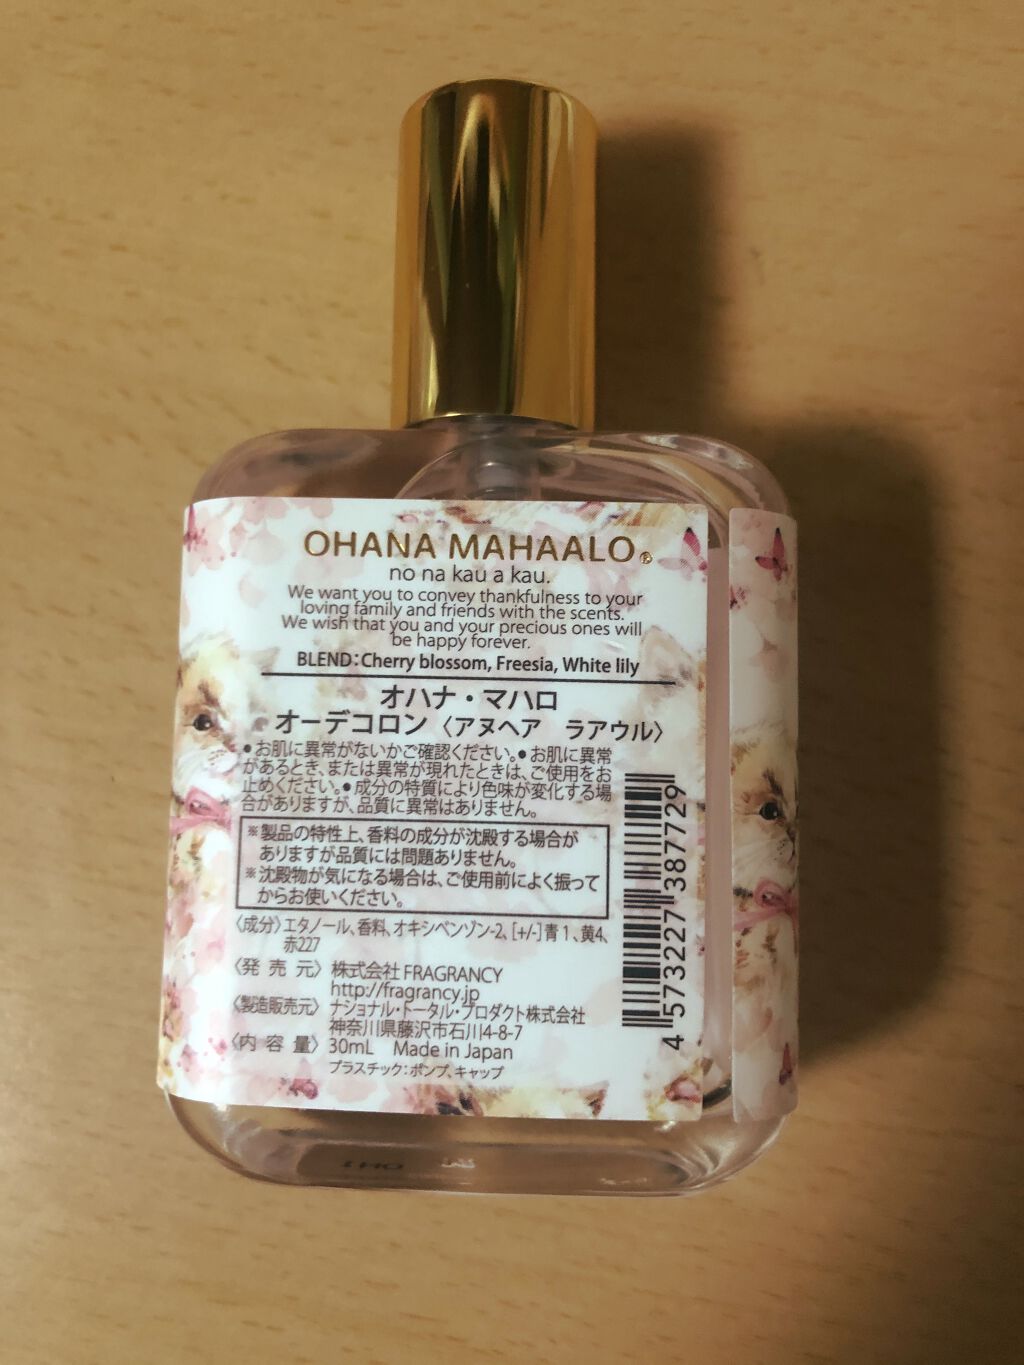 OHANA MAHAALO®
no na kau a kau.
We want you to convey thankfulness to your
loving family and friends with the scents.
We wish that you and your precious ones will
be happy forever.
BLEND:Cherry blossom, Freesia, White lily
オハナ・マハロ
オーデコロン〈アヌヘア　ラアウル〉
●お肌に異常がないかご確認ください。●お肌に異常
があるとき、または異常が現れたときは、ご使用をお
止めください。●成分の特質により色味が変化する場
合がありますが、品質に異常はありません。
※製品の特性上、香料の成分が沈殿する場合が
ありますが品質には問題ありません。
※沈殿物が気になる場合は、ご使用前によく振って
からお使いください。
〈成分〉エタノール、香料、オキシベンゾン-2、[+/-]青1、黄4、
赤227
〈発売元〉株式会社FRAGRANCY
http://fragrancy.jp
〈製造販売元〉ナショナル・トータル・プロダクト株式会社
神奈川県藤沢市石川4-8-7
〈内容量〉30mL　Made in Japan
プラスチック:ポンプ、キャップ
4573227387729